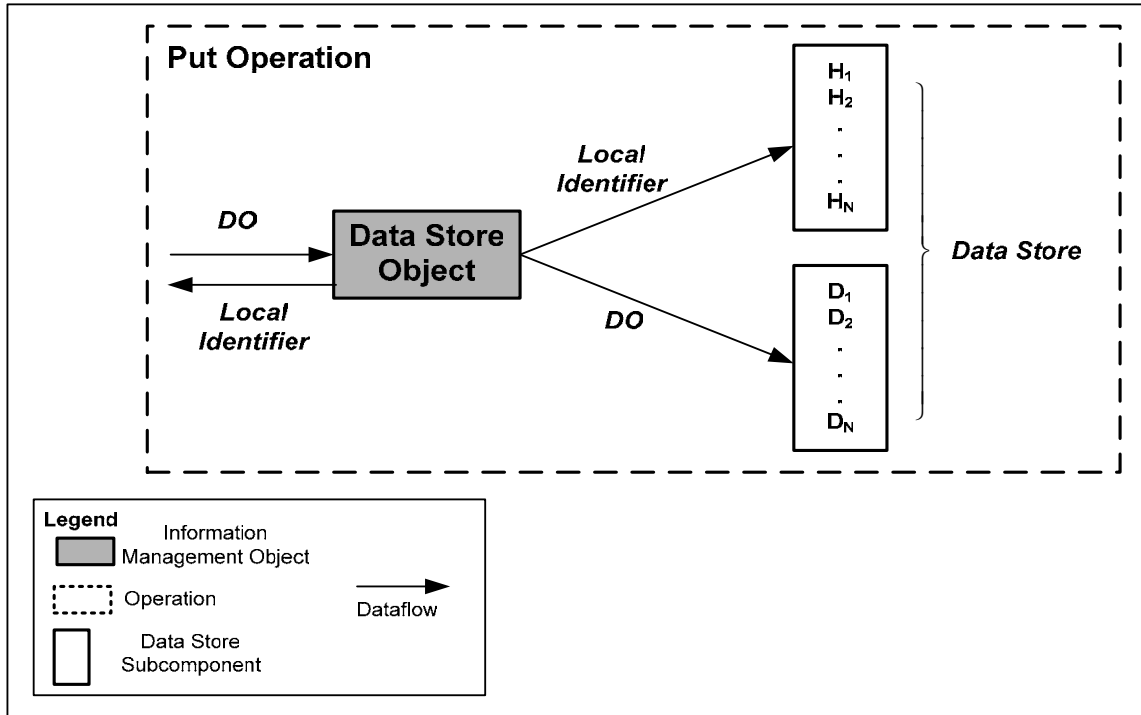 Put Operation
H1
H2
.
.
.
HN
Local
Identifier
DO
Data Store
Object
Data Store
Local
Identifier
DO
D1
D2
.
.
.
DN
Legend
Information
Management Object
Operation
Dataflow
Data Store
Subcomponent